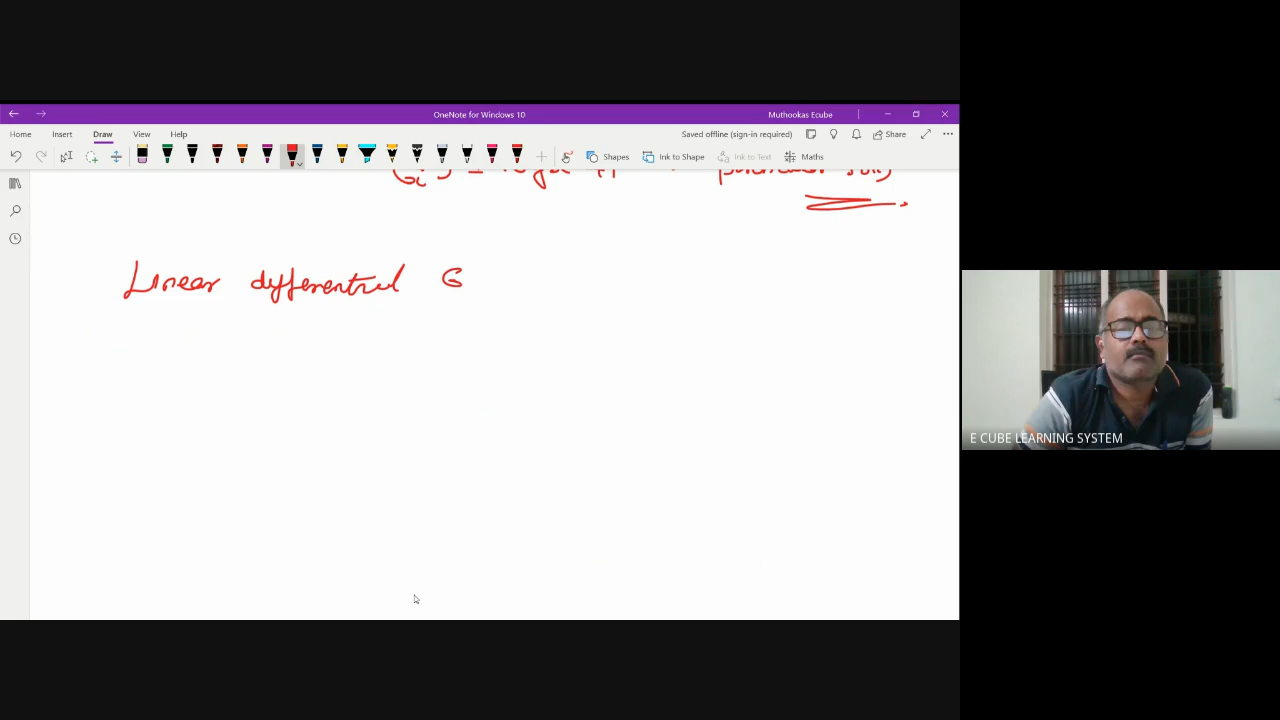 OneNote for Windows 10
Muthookas Ecube
Home Insert Draw View Help
Saved offline (sign-in required)
Share
Shapes
Ink to Shape
Ink to Text
Maths
Linear differential E
E CUBE LEARNING SYSTEM